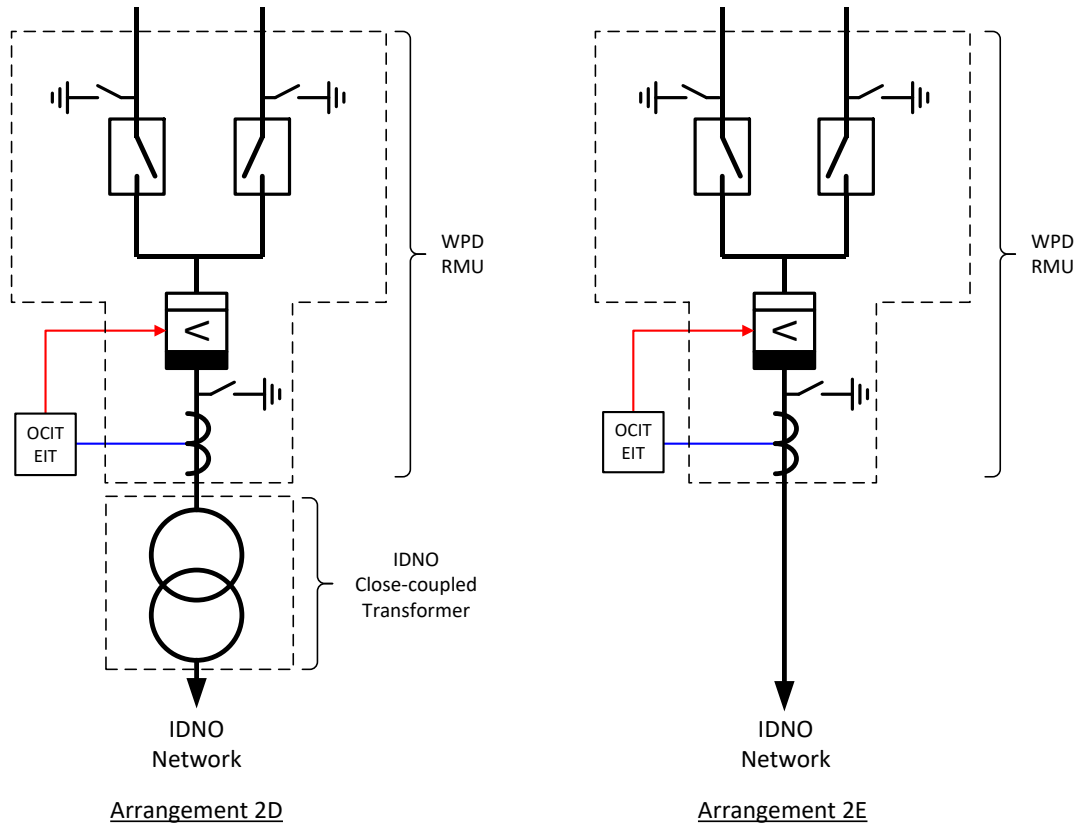 WPD
RMU
OCIT
EIT
IDNO
Close-coupled
Transformer
IDNO
Network
Arrangement 2D
WPD
RMU
OCIT
EIT
IDNO
Network
Arrangement 2E